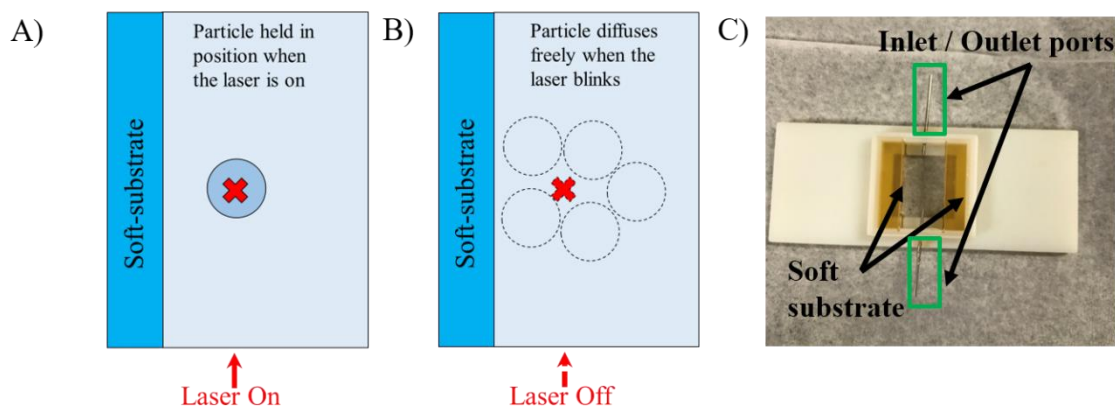 A)
Particle held in
position when
the laser is on
Soft-substrate
Laser On
B)
Particle diffuses
freely when the
laser blinks
Soft-substrate
Laser Off
C)
Inlet / Outlet ports
Soft
substrate